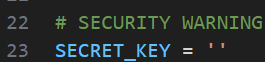 22 # SECURITY WARNING
23 SECRET_KEY = ''